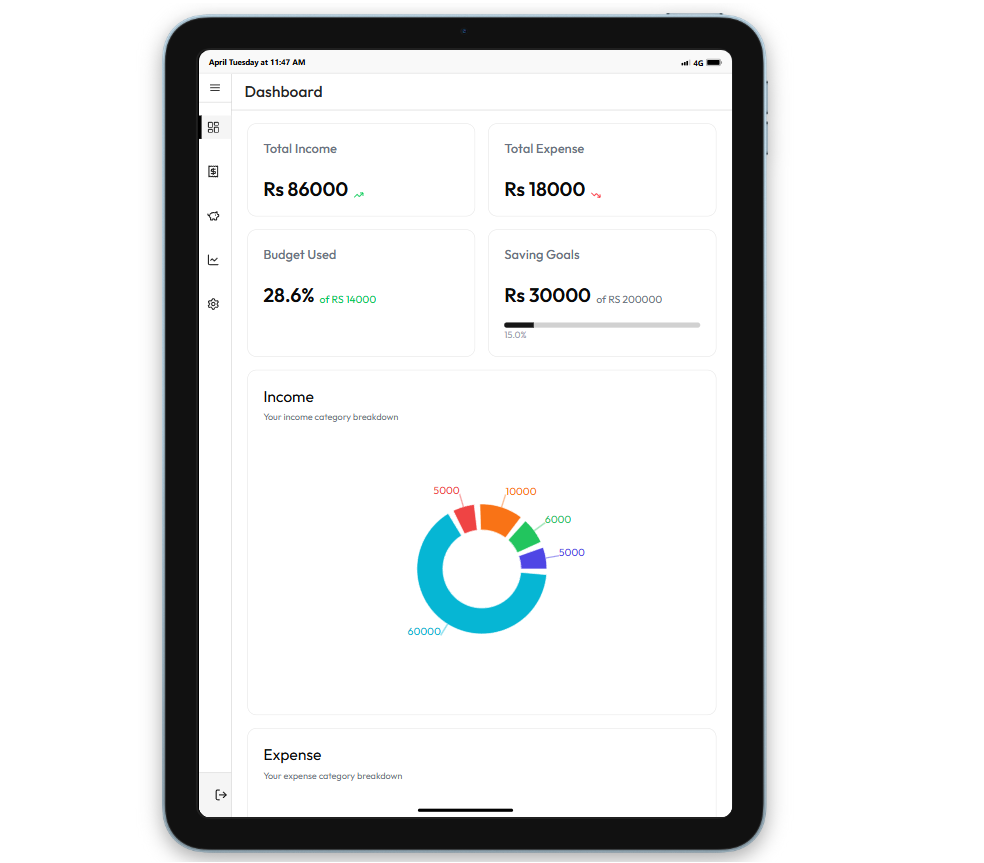 April Tuesday at 11:47 AM
4G
Dashboard
Total Income
Rs 86000
Total Expense
Rs 18000
Budget Used
28.6% of RS 14000
Saving Goals
Rs 30000 of RS 200000
15.0%
Income
Your income category breakdown
5000
10000
6000
5000
60000
Expense
Your expense category breakdown